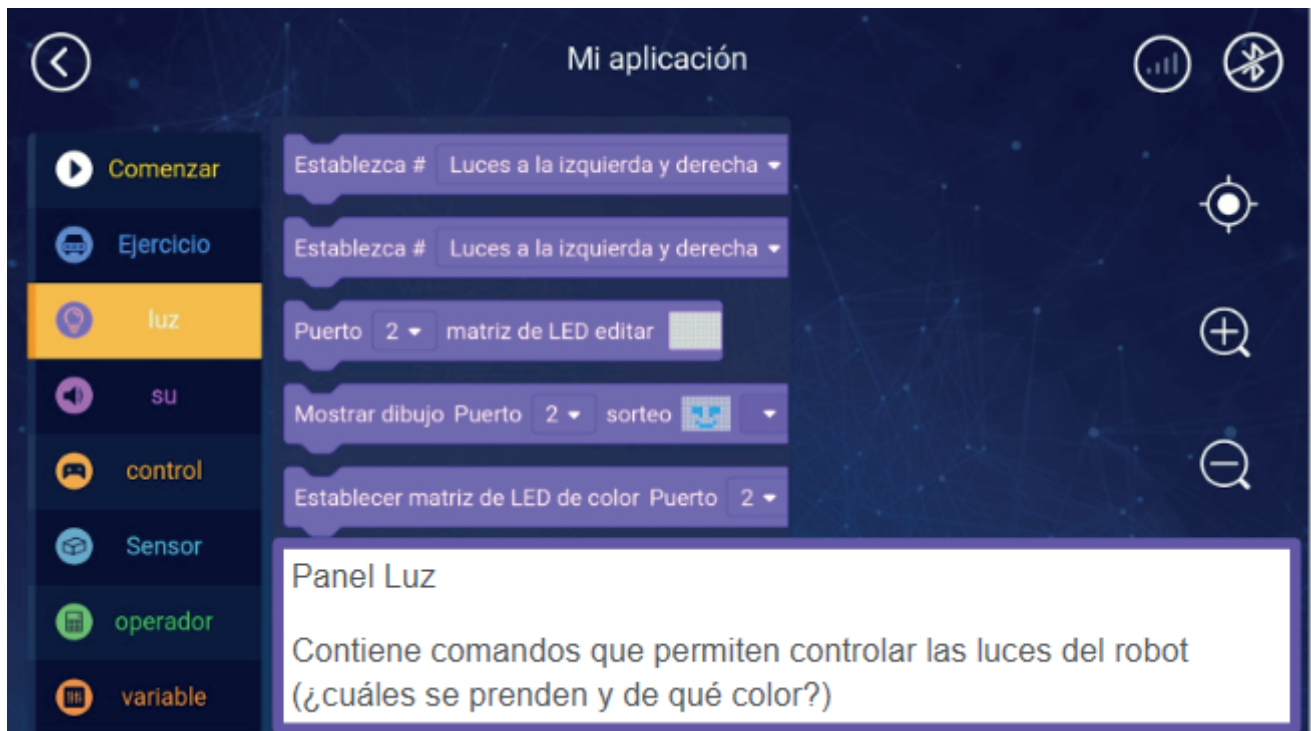 Mi aplicación
Comenzar
Ejercicio
luz
su
control
Sensor
operador
variable
Establezca # Luces a la izquierda y derecha
Establezca # Luces a la izquierda y derecha
Puerto 2 matriz de LED editar
Mostrar dibujo Puerto 2 sorteo
Establecer matriz de LED de color Puerto 2
Panel Luz
Contiene comandos que permiten controlar las luces del robot
(¿cuáles se prenden y de qué color?)